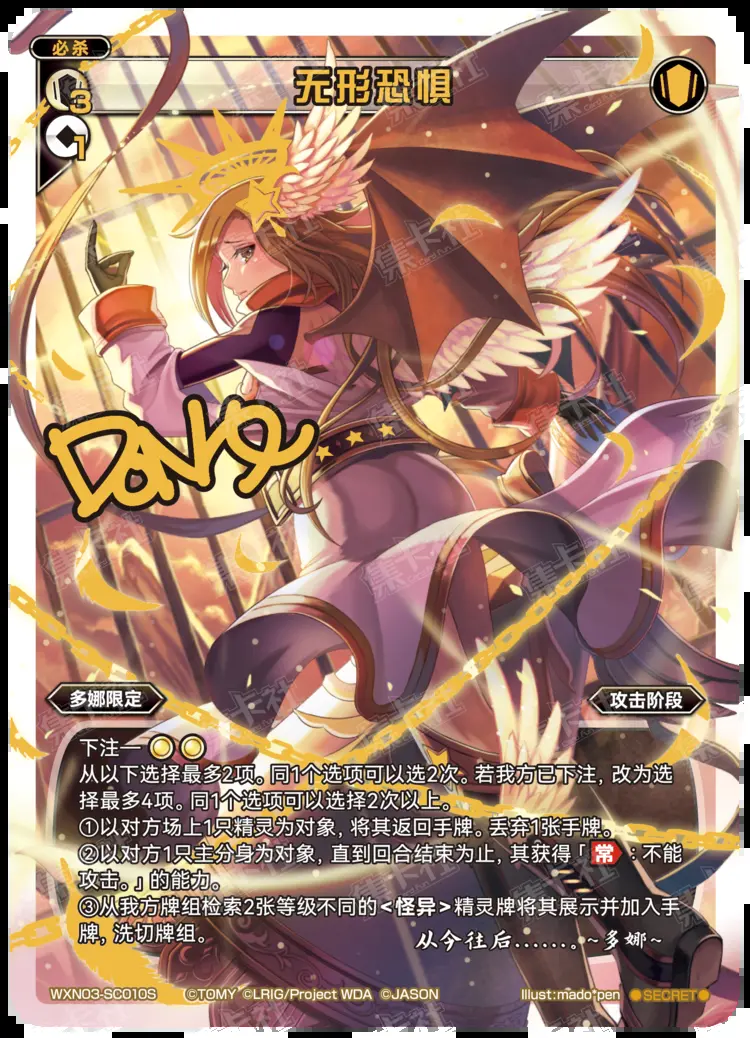 必杀
3
无形恐惧
1
DONA
多娜限定
攻击阶段
下注—
从以下选择最多2项。同1个选项可以选2次。若我方已下注，改为选
择最多4项。同1个选项可以选择2次以上。
①以对方场上1只精灵为对象，将其返回手牌。丢弃1张手牌。
②以对方1只主分身为对象，直到回合结束为止，其获得「常：不能
攻击。」的能力。
③从我方牌组检索2张等级不同的<怪异>精灵牌将其展示并加入手
牌，洗切牌组。
从今往后......。~多娜~
WXN03-SC010S ©TOMY ©LRIG/Project WDA ©JASON Illust:mado*pen ●SECRET●
集卡社